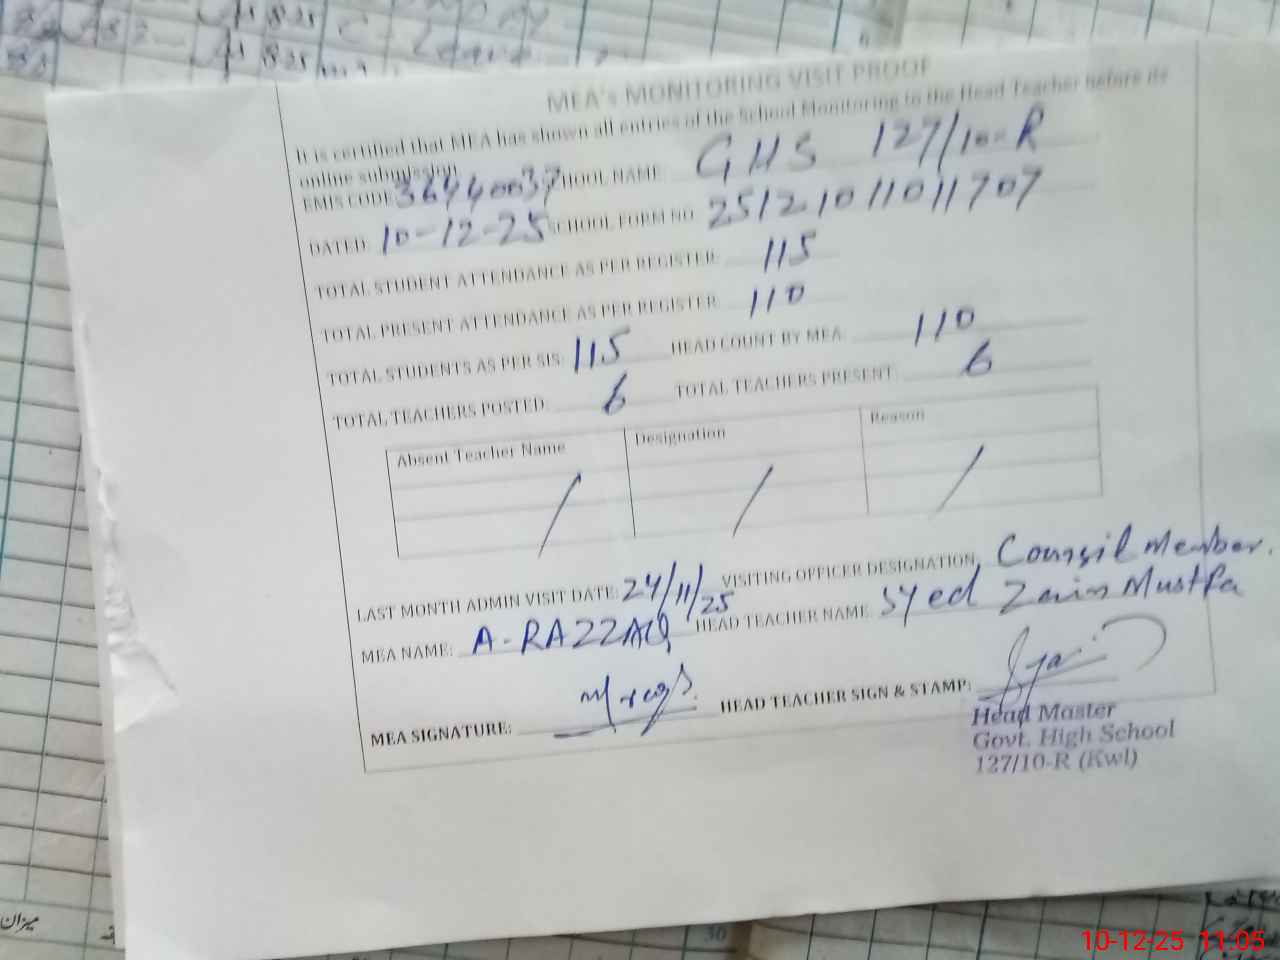 MEA's MONITORING VISIT PROOF
It is certified that MEA has shown all entries of the School Monitoring to the Head Teacher before its
online submission
EMIS CODE 36440037 SCHOOL NAME: GHS 127/10-R
DATED: 10-12-25 SCHOOL FORM NO. 25121011011707
TOTAL STUDENT ATTENDANCE AS PER REGISTER: 115
TOTAL PRESENT ATTENDANCE AS PER REGISTER: 110
TOTAL STUDENTS AS PER SIS: 115 HEAD COUNT BY MEA: 110
TOTAL TEACHERS POSTED: 6 TOTAL TEACHERS PRESENT: 6
Absent Teacher Name Designation Reason
/ / /
LAST MONTH ADMIN VISIT DATE: 24/11/25 VISITING OFFICER DESIGNATION: Counsil Member.
MEA NAME: A-RAZZAQ HEAD TEACHER NAME: Syed Zain Mustfa
MEA SIGNATURE: HEAD TEACHER SIGN & STAMP:
Head Master
Govt. High School
127/10-R (Kwl)
میزان
30
10-12-25 11:05